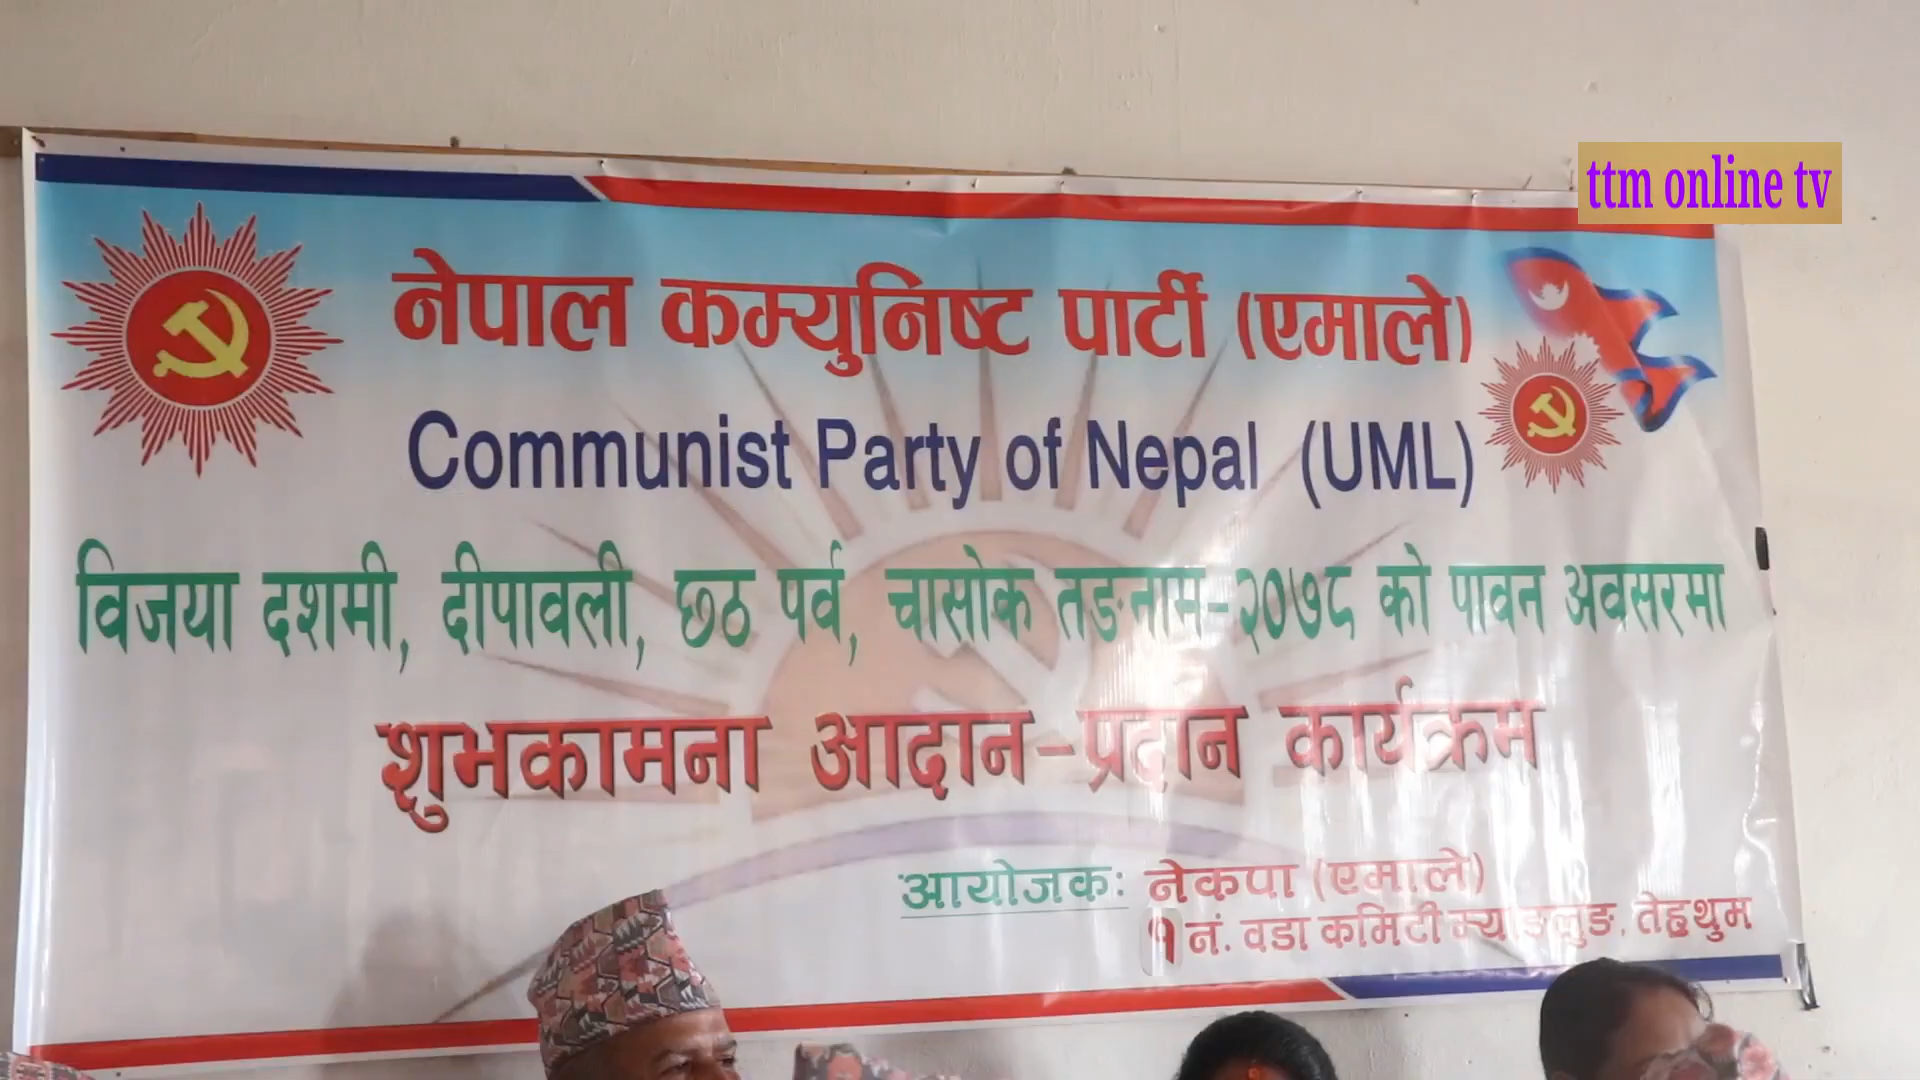 ttm online tv
नेपाल कम्युनिष्ट पार्टी (एमाले)
Communist Party of Nepal (UML)
विजया दशमी, दीपावली, छठ पर्व, चासोक तङनाम-२०७८ को पावन अवसरमा
शुभकामना आदान-प्रदान कार्यक्रम
आयोजक: नेकपा (एमाले)
१ नं. वडा कमिटी म्याङलुङ, तेह्रथुम